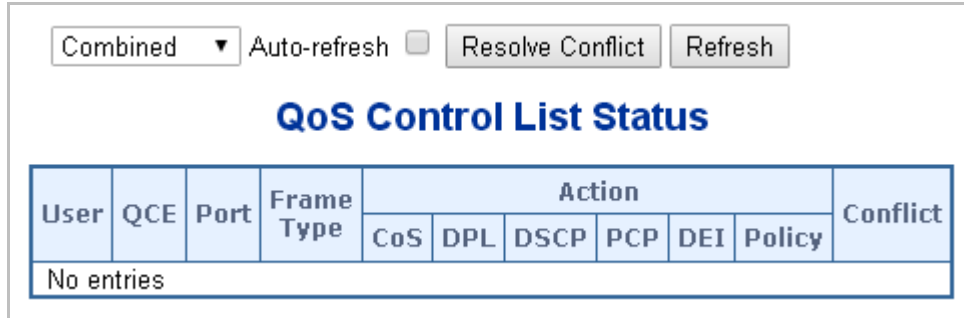 Combined Auto-refresh Resolve Conflict Refresh
QoS Control List Status
User QCE Port Frame Type Action Conflict
CoS DPL DSCP PCP DEI Policy
No entries